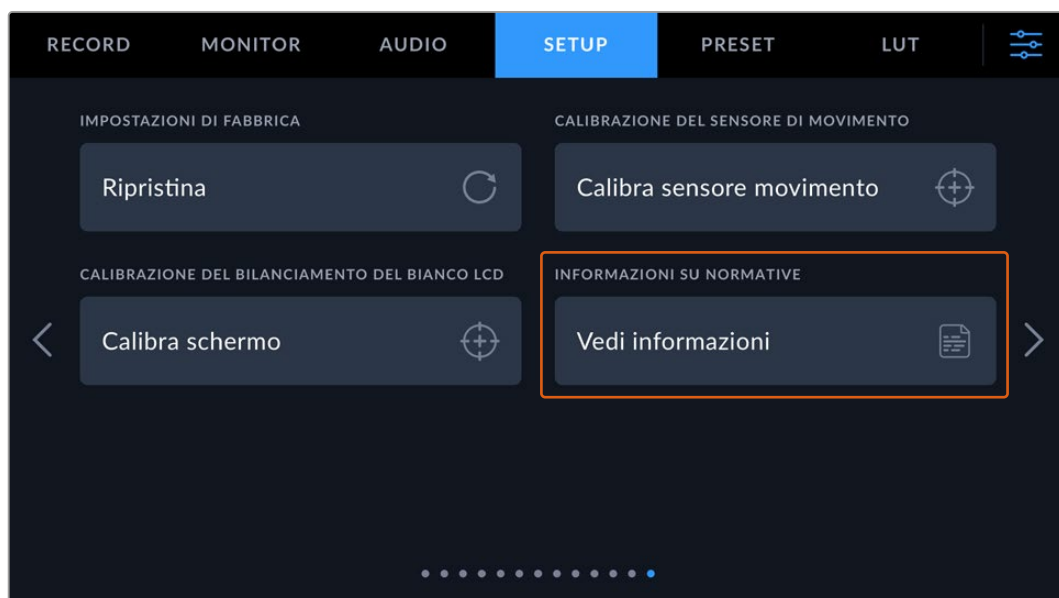 RECORD MONITOR AUDIO SETUP PRESET LUT
IMPOSTAZIONI DI FABBRICA
Ripristina
CALIBRAZIONE DEL SENSORE DI MOVIMENTO
Calibra sensore movimento
CALIBRAZIONE DEL BILANCIAMENTO DEL BIANCO LCD
Calibra schermo
INFORMAZIONI SU NORMATIVE
Vedi informazioni